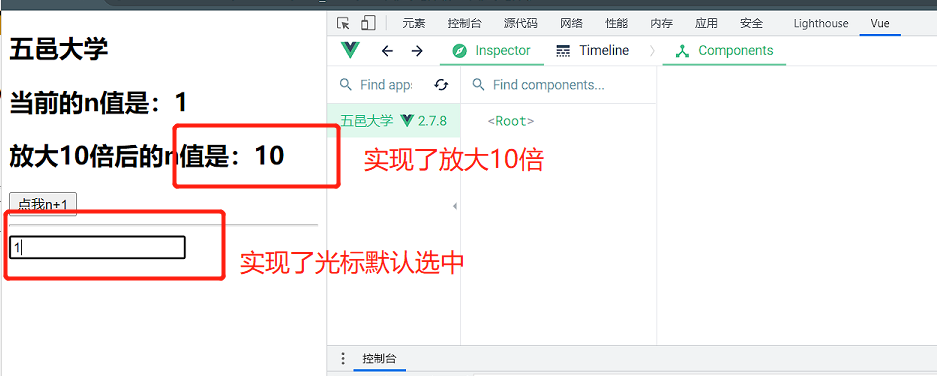 元素 控制台 源代码 网络 性能 内存 应用 安全 Lighthouse Vue
Inspector Timeline Components
Find apps Find components...
五邑大学 2.7.8 <Root>
五邑大学
当前的n值是：1
放大10倍后的n值是：10
实现了放大10倍
点我n+1
1
实现了光标默认选中
控制台